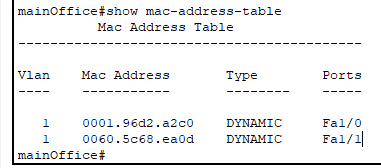 mainOffice#show mac-address-table
Mac Address Table
-------------------------------------------
Vlan Mac Address Type Ports
---- ----------- -------- -----
1 0001.96d2.a2c0 DYNAMIC Fa1/0
1 0060.5c68.ea0d DYNAMIC Fa1/1
mainOffice#